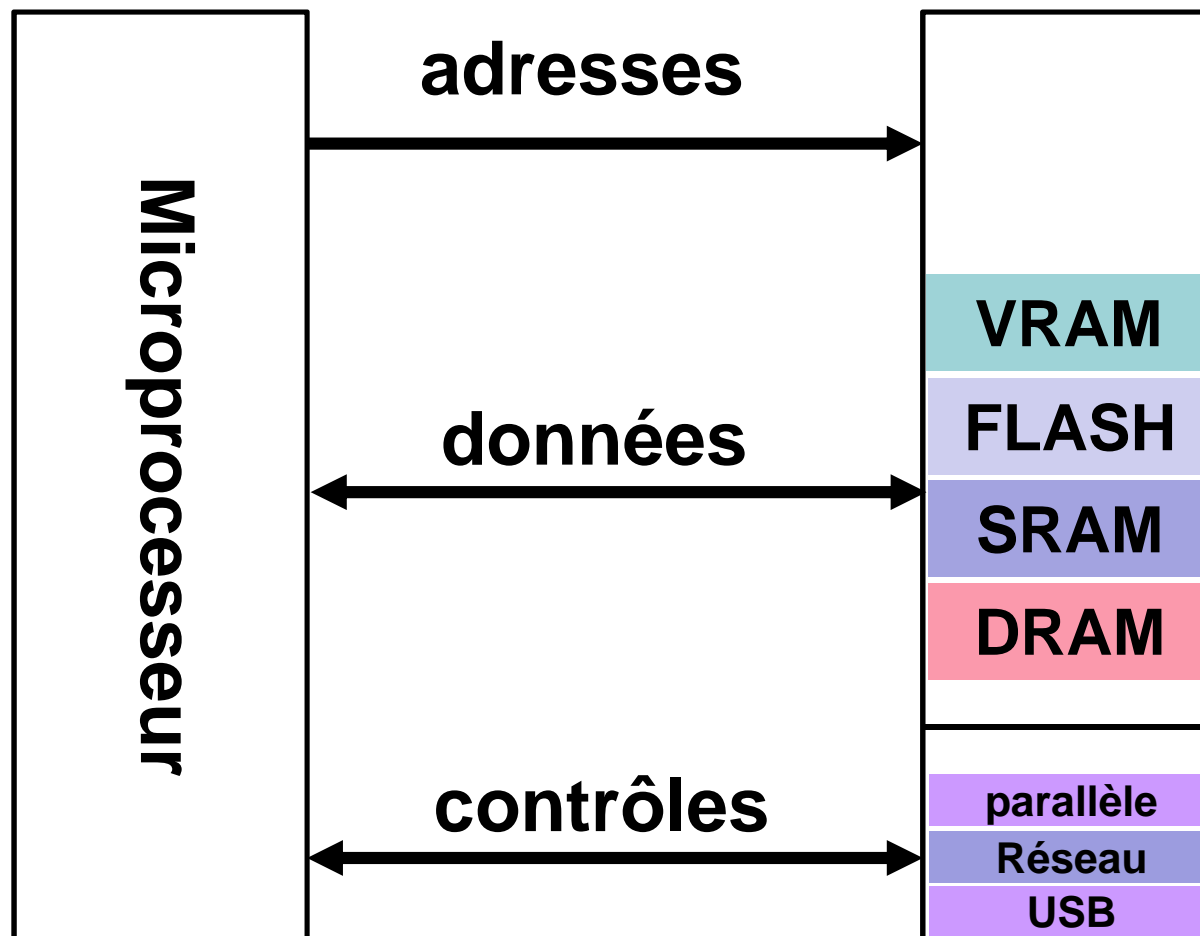 Microprocesseur
adresses
données
contrôles
VRAM
FLASH
SRAM
DRAM
parallèle
Réseau
USB